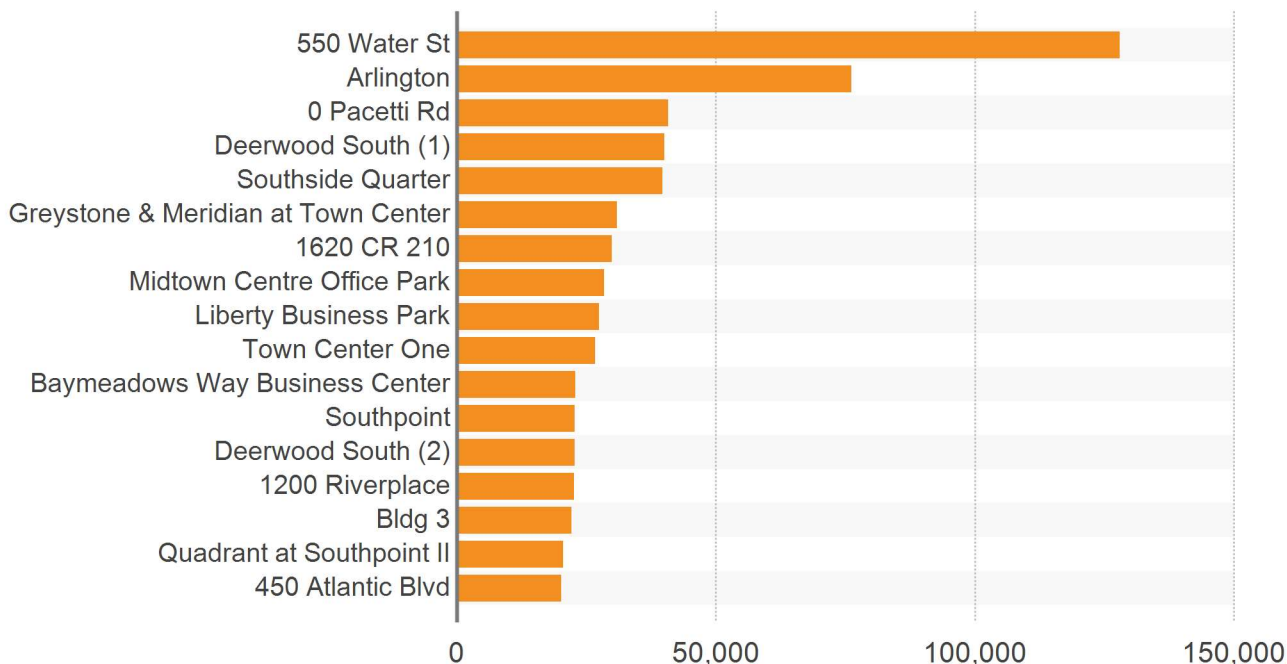 550 Water St
Arlington
0 Pacetti Rd
Deerwood South (1)
Southside Quarter
Greystone & Meridian at Town Center
1620 CR 210
Midtown Centre Office Park
Liberty Business Park
Town Center One
Baymeadows Way Business Center
Southpoint
Deerwood South (2)
1200 Riverplace
Bldg 3
Quadrant at Southpoint II
450 Atlantic Blvd
0 50,000 100,000 150,000